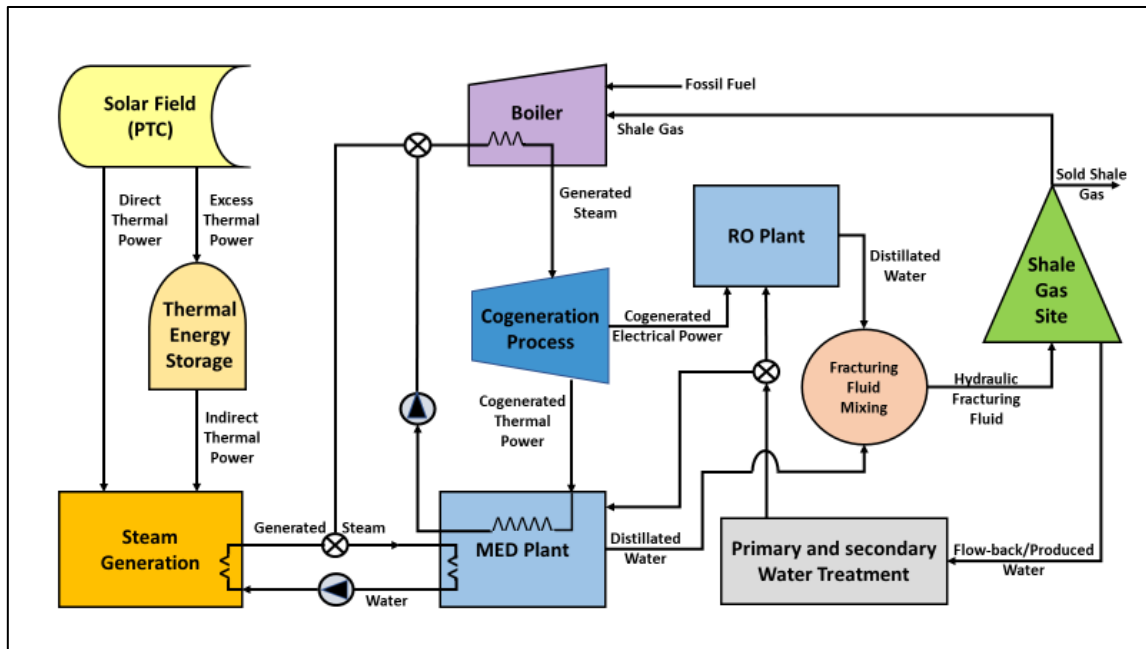 Solar Field
(PTC)
Boiler
Fossil Fuel
Shale Gas
Direct
Thermal
Power
Excess
Thermal
Power
Generated
Steam
RO Plant
Sold Shale
Gas
Distillated
Water
Shale
Gas
Site
Thermal
Energy
Storage
Cogeneration
Process
Cogenerated
Electrical Power
Fracturing
Fluid
Mixing
Hydraulic
Fracturing
Fluid
Indirect
Thermal
Power
Cogenerated
Thermal
Power
Steam
Generation
Generated Steam
Water
MED Plant
Distillated
Water
Primary and secondary
Water Treatment
Flow-back/Produced
Water